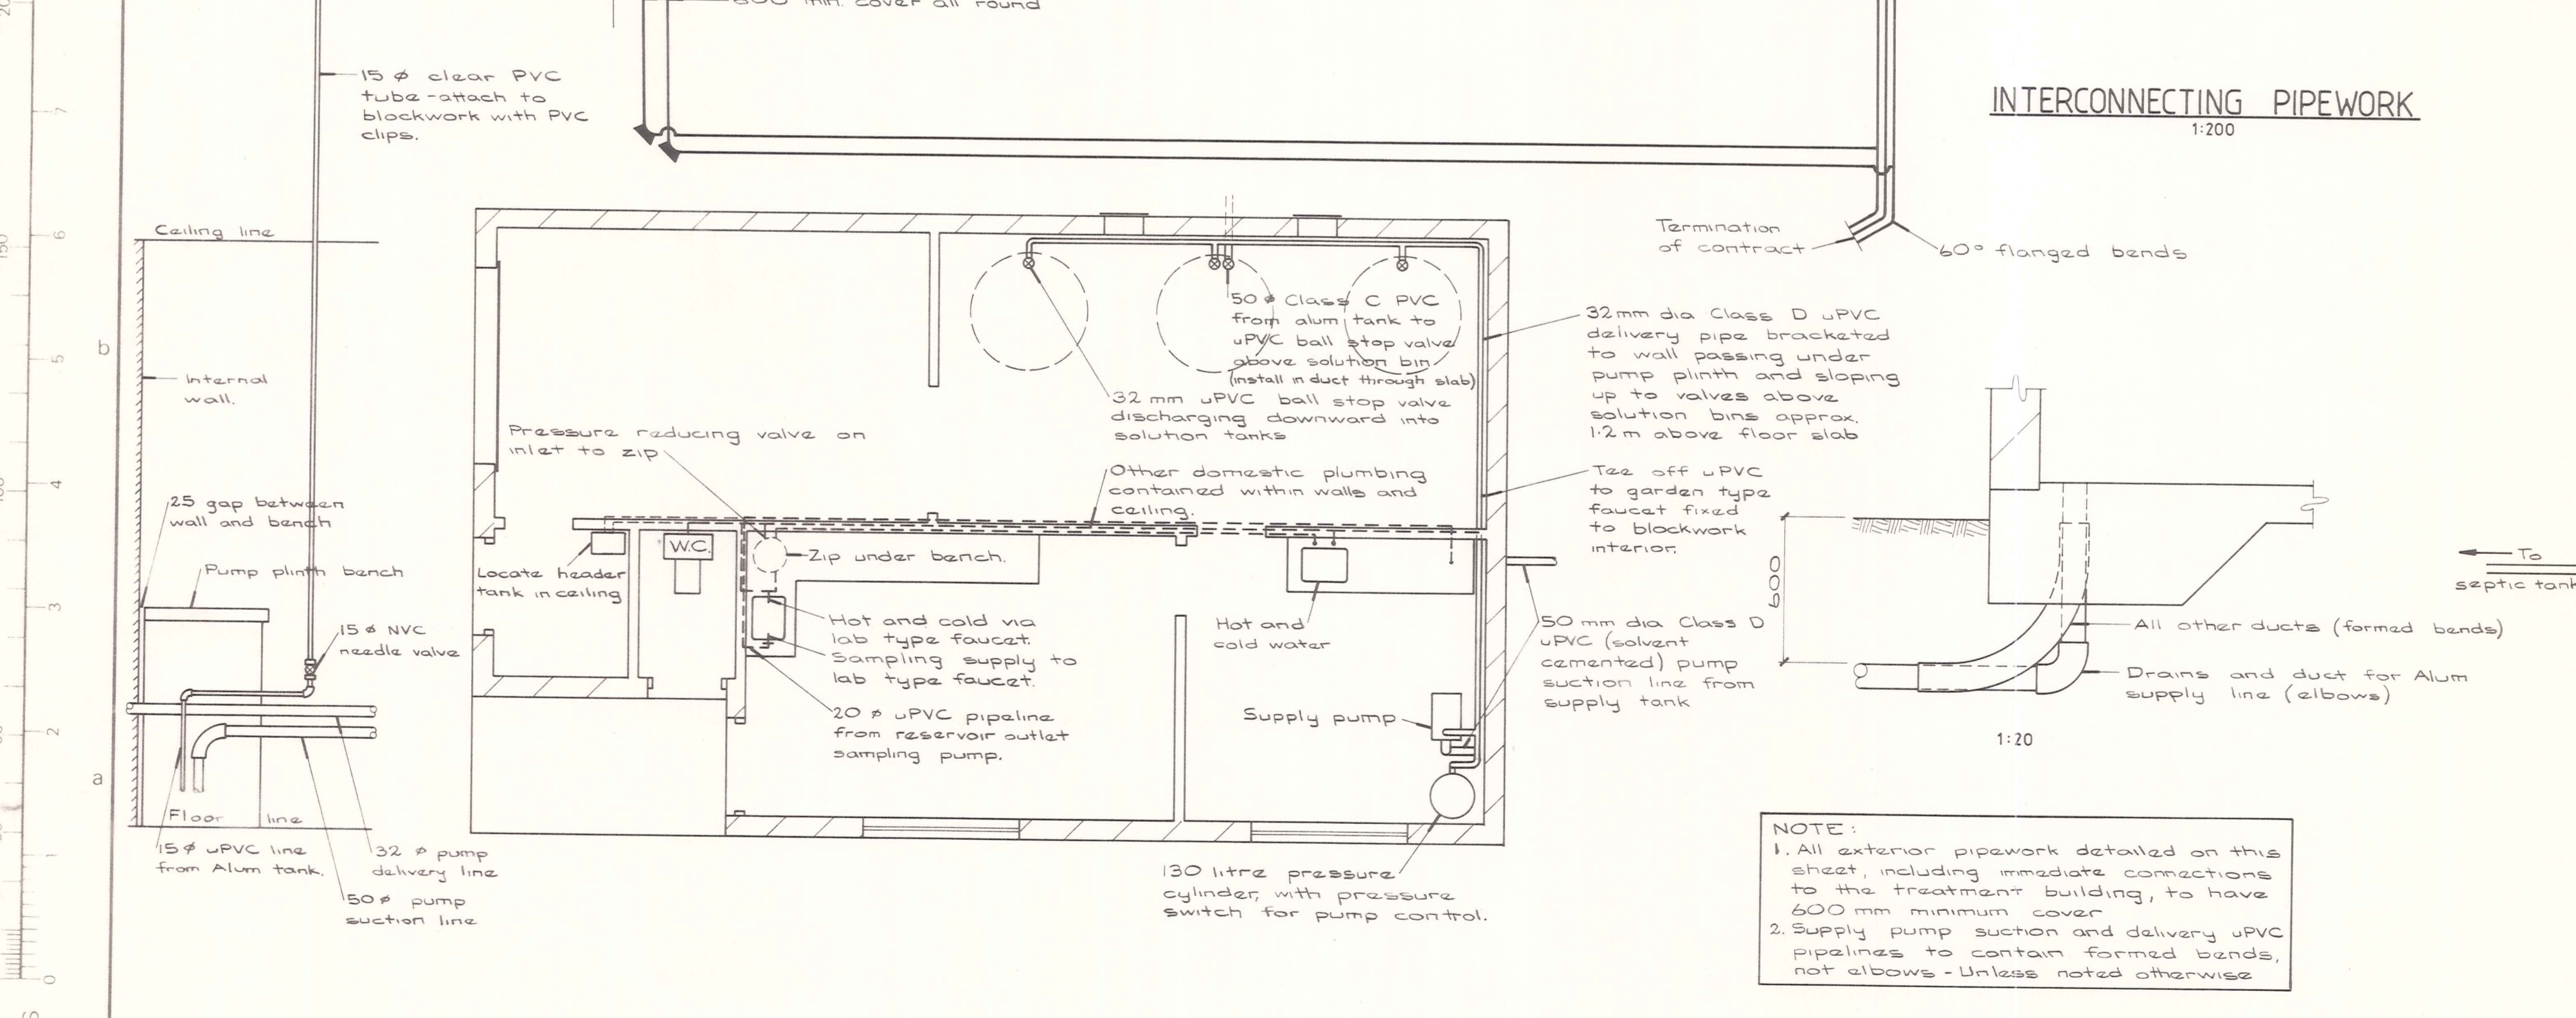 600 min. cover all round
15 ø clear PVC
tube - attach to
blockwork with PVC
clips.
INTERCONNECTING PIPEWORK
1:200
Ceiling line
Termination
of contract
60° flanged bends
50 ø Class C PVC
from alum tank to
uPVC ball stop valve
above solution bin
(install in duct through slab)
32mm dia Class D uPVC
delivery pipe bracketed
to wall passing under
pump plinth and sloping
up to valves above
solution bins approx.
1.2 m above floor slab
b
Internal
wall.
32 mm uPVC ball stop valve
discharging downward into
solution tanks
Pressure reducing valve on
inlet to zip
Other domestic plumbing
contained within walls and
ceiling.
Tee off uPVC
to garden type
faucet fixed
to blockwork
interior.
25 gap between
wall and bench
W.C.
Zip under bench.
Pump plinth bench
Locate header
tank in ceiling
600
To
septic tank
15 ø NVC
needle valve
Hot and cold via
lab type faucet.
Sampling supply to
lab type faucet.
Hot and
cold water
50 mm dia Class D
uPVC (solvent
cemented) pump
suction line from
supply tank
All other ducts (formed bends)
Drains and duct for Alum
supply line (elbows)
20 ø uPVC pipeline
from reservoir outlet
sampling pump.
Supply pump
1:20
a
Floor line
15ø uPVC line
from Alum tank.
32 ø pump
delivery line
50ø pump
suction line
130 litre pressure
cylinder, with pressure
switch for pump control.
NOTE:
1. All exterior pipework detailed on this
sheet, including immediate connections
to the treatment building, to have
600 mm minimum cover
2. Supply pump suction and delivery uPVC
pipelines to contain formed bends,
not elbows - Unless noted otherwise
7
6
5
4
3
2
1
0